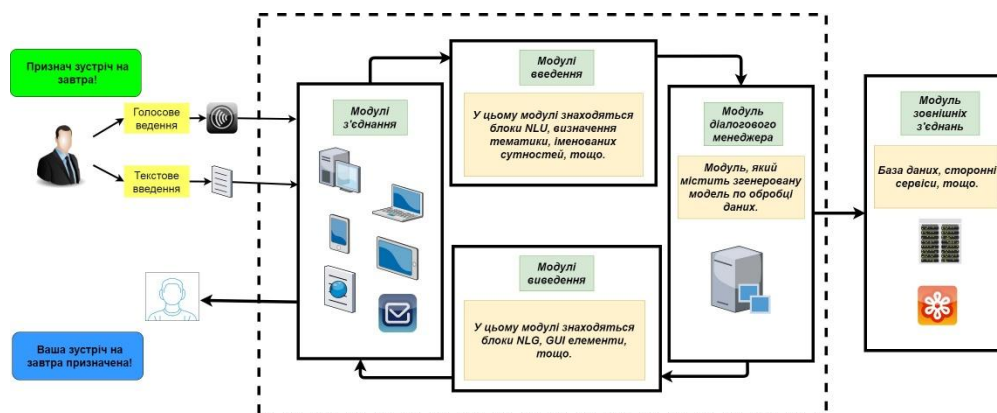 Признач зустріч на
завтра!
Голосове
ведення
Текстове
введення
Ваша зустріч на
завтра призначена!
Модулі
з'єднання
Модулі
введення
У цьому модулі знаходяться
блоки NLU, визначення
тематики, іменованих
сутностей, тощо.
Модулі
виведення
У цьому модулі знаходяться
блоки NLG, GUI елементи,
тощо.
Модуль
діалогового
менеджера
Модуль, який
містить згенеровану
модель по обробці
даних.
Модуль
зовнішніх
з'єднань
База даних, сторонні
сервіси, тощо.